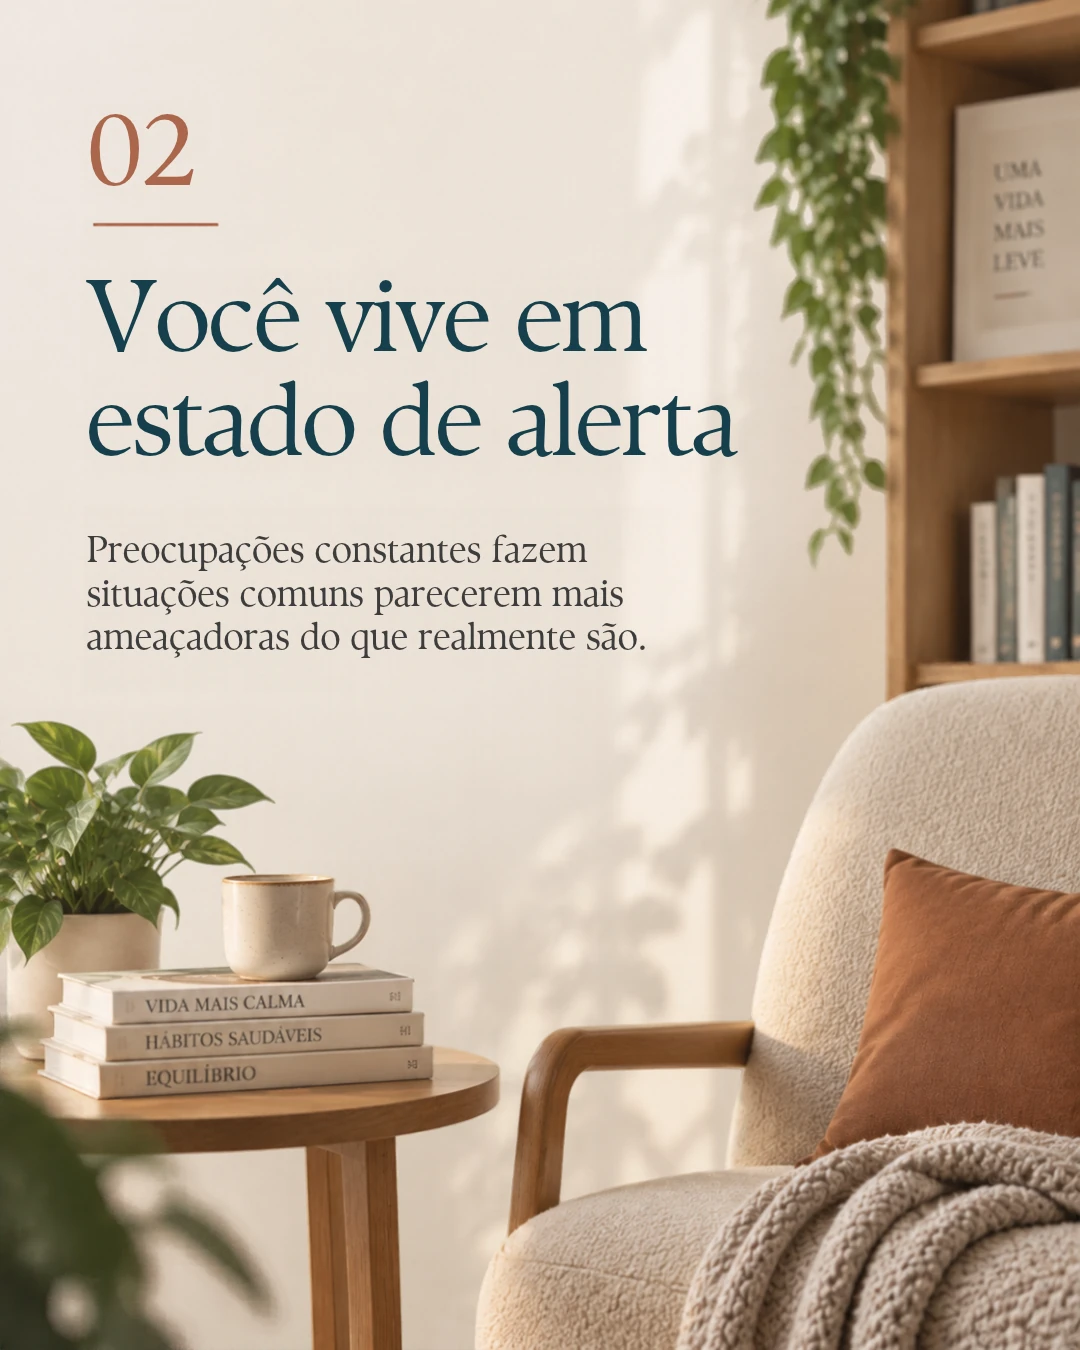 02
Você vive em
estado de alerta
Preocupações constantes fazem
situações comuns parecerem mais
ameaçadoras do que realmente são.
UMA
VIDA
MAIS
LEVE
VIDA MAIS CALMA
HÁBITOS SAUDÁVEIS
EQUILÍBRIO